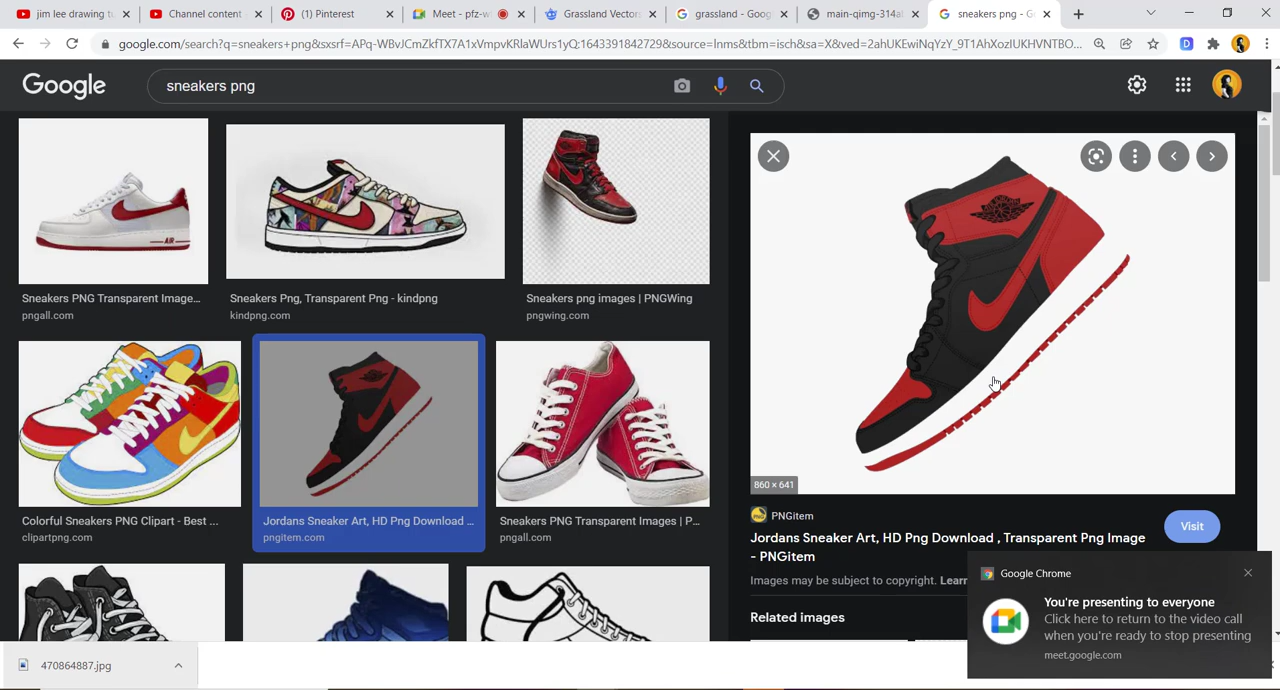 jim lee drawing tu
Channel content
(1) Pinterest
Meet - pfz-w
Grassland Vector
grassland - Goog
main-qimg-314a
sneakers png - G
google.com/search?q=sneakers+png&sxsrf=APq-WBvJCmZkfTX7A1xVmpvKRlaWUrs1yQ:1643391842729&source=lnms&tbm=isch&sa=X&ved=2ahUKEwiNqYzY_9T1AhXozIUKHVNTBO...
Google
sneakers png
AIR
Sneakers PNG Transparent Image...
pngall.com
Sneakers Png, Transparent Png - kindpng
kindpng.com
Sneakers png images | PNGWing
pngwing.com
Colorful Sneakers PNG Clipart - Best ...
clipartpng.com
Jordans Sneaker Art, HD Png Download ...
pngitem.com
Sneakers PNG Transparent Images | P...
pngall.com
860 × 641
PNGitem
Jordans Sneaker Art, HD Png Download , Transparent Png Image
- PNGitem
Visit
Images may be subject to copyright. Learn
Related images
Google Chrome
You're presenting to everyone
Click here to return to the video call
when you're ready to stop presenting
meet.google.com
470864887.jpg